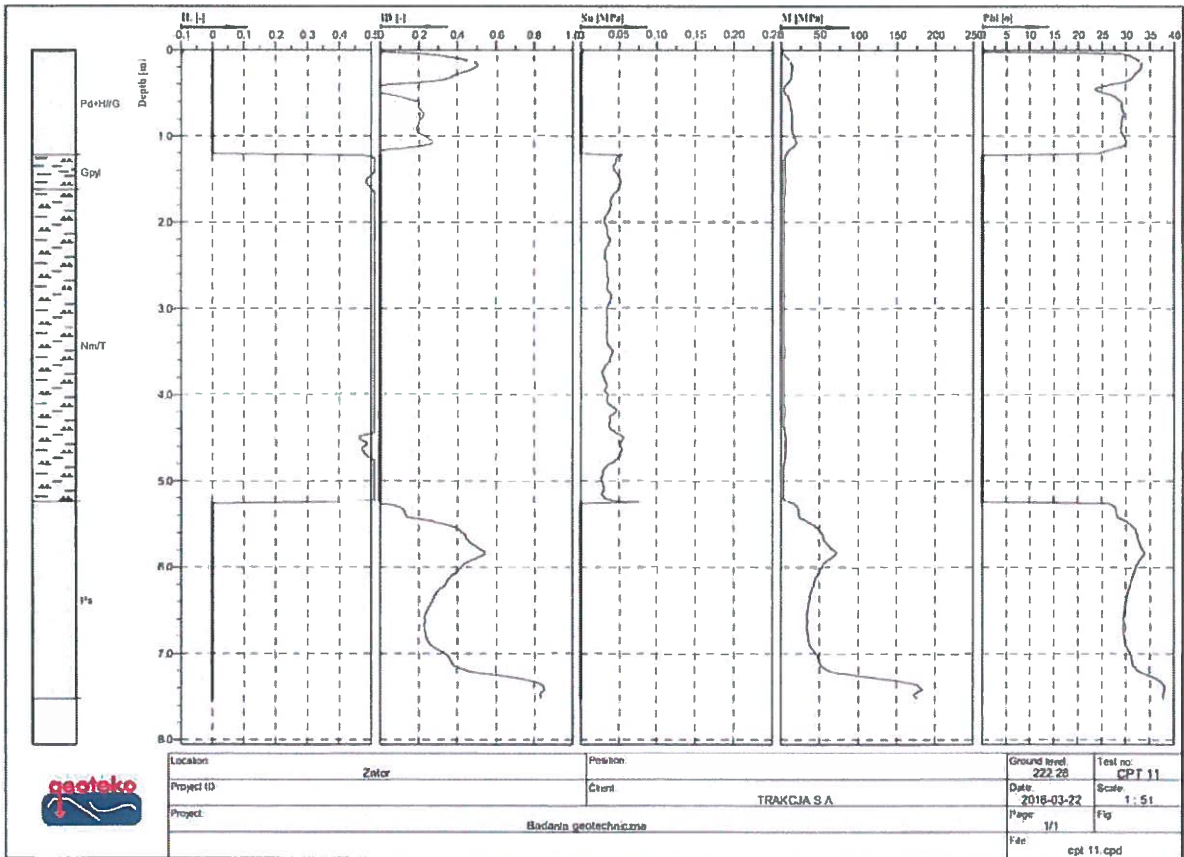 IL [-]
ID [-]
Su [MPa]
M [MPa]
Phi [o]
-0.1 0 0.1 0.2 0.3 0.4 0.5
0.2 0.4 0.6 0.8 1.0
0.05 0.10 0.15 0.20 0.25
50 100 150 200 250
5 10 15 20 25 30 35 40
Depth [m]
0
1.0
2.0
3.0
4.0
5.0
6.0
7.0
8.0
Pd+H//G
Gpyl
Nm/T
Ps
geoteko
Location:
Position:
Ground level:
222.28
Test no:
CPT 11
Project ID:
Client:
TRAKCJA S.A
Date:
2016-03-22
Scale:
1 : 51
Project:
Badania geotechniczne
Page:
1/1
Fig:
File:
cpt 11.cpd